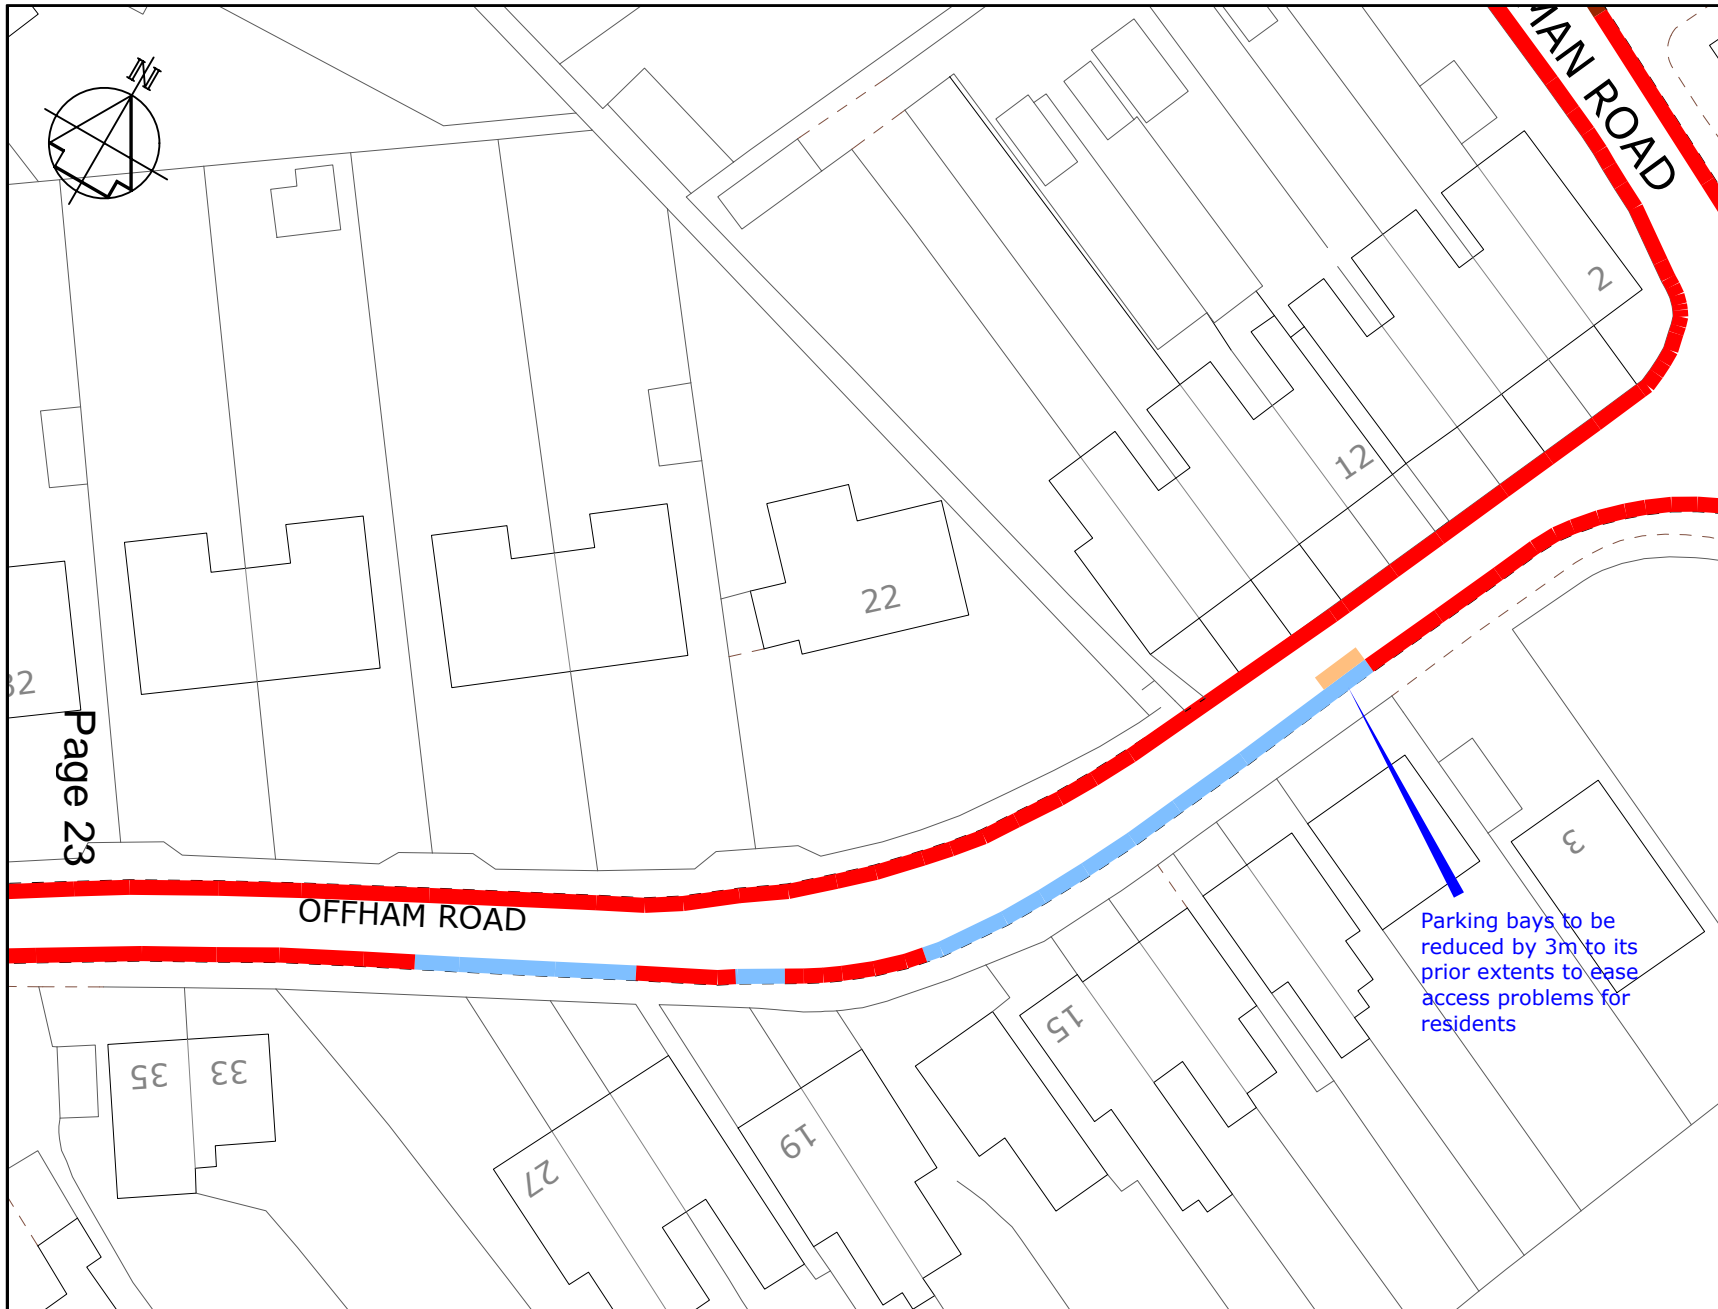 N
MAN ROAD
2
12
22
32
Page 23
OFFHAM ROAD
3
Parking bays to be
reduced by 3m to its
prior extents to ease
access problems for
residents
15
35
33
19
27